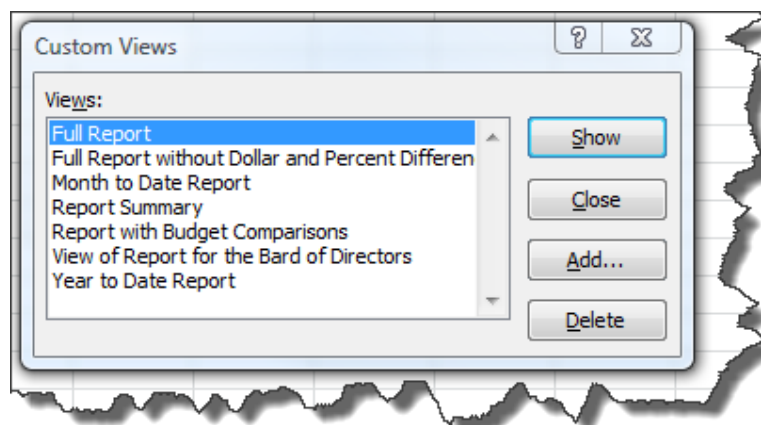 Custom Views
Views:
Full Report
Full Report without Dollar and Percent Differen
Month to Date Report
Report Summary
Report with Budget Comparisons
View of Report for the Bard of Directors
Year to Date Report
Show
Close
Add...
Delete